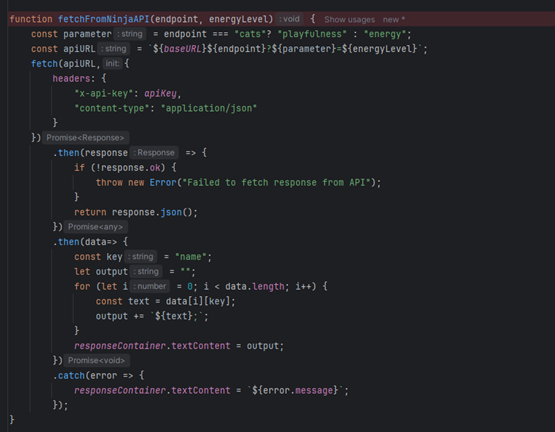 function fetchFromNinjaAPI(endpoint, energyLevel) : void { Show usages new *
    const parameter : string = endpoint === "cats"? "playfulness" : "energy";
    const apiURL : string = `${baseURL}${endpoint}?${parameter}=${energyLevel}`;
    fetch(apiURL, init: {
        headers: {
            "x-api-key": apiKey,
            "content-type": "application/json"
        }
    }) Promise<Response>
        .then(response : Response => {
            if (!response.ok) {
                throw new Error("Failed to fetch response from API");
            }
            return response.json();
        }) Promise<any>
        .then(data=> {
            const key : string = "name";
            let output : string = "";
            for (let i : number = 0; i < data.length; i++) {
                const text = data[i][key];
                output += `${text};`;
            }
            responseContainer.textContent = output;
        }) Promise<void>
        .catch(error => {
            responseContainer.textContent = `${error.message}`;
        });
}